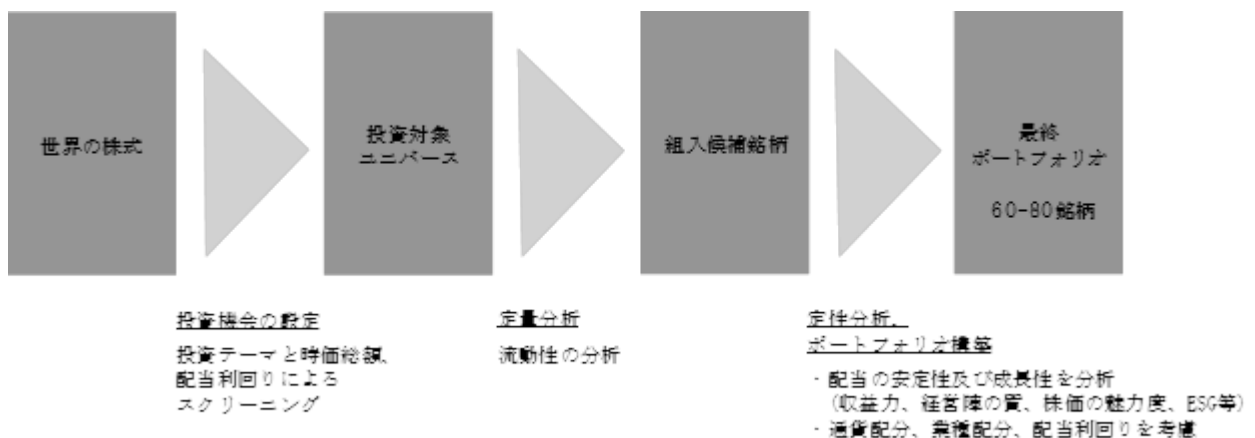 世界の株式
投資対象
ユニバース
組入候補銘柄
最終
ポートフォリオ
60-80銘柄
投資機会の設定
投資テーマと時価総額、
配当利回りによる
スクリーニング
定量分析
流動性の分析
定性分析、
ポートフォリオ構築
・配当の安定性及び成長性を分析
(収益力、経営陣の質、株価の魅力度、ESG等)
・通貨配分、業種配分、配当利回りを考慮